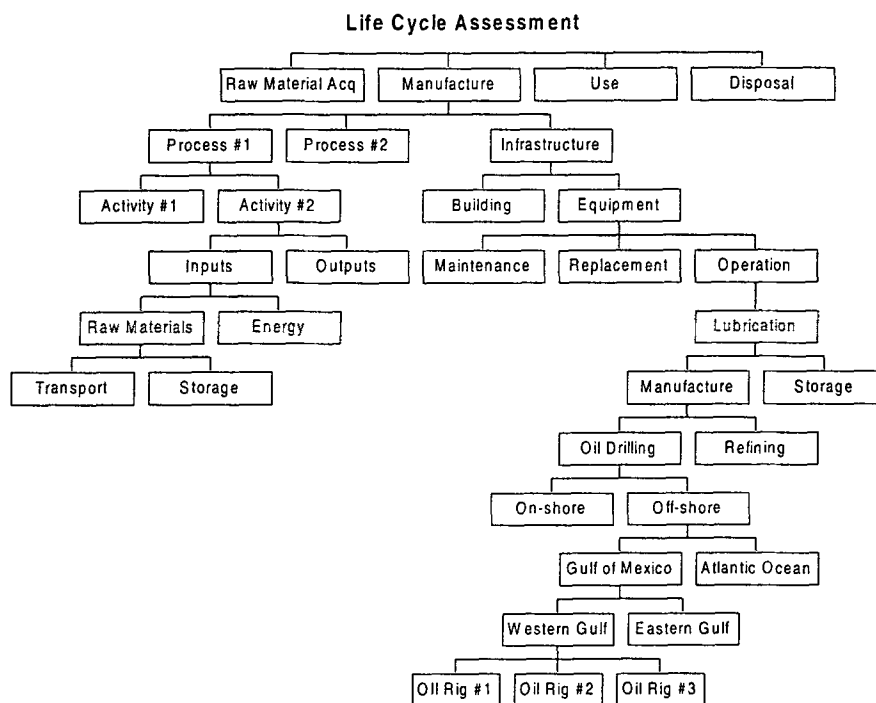 Life Cycle Assessment
Raw Material Acq Manufacture Use Disposal
Process #1 Process #2 Infrastructure
Activity #1 Activity #2 Building Equipment
Inputs Outputs Maintenance Replacement Operation
Raw Materials Energy Lubrication
Transport Storage Manufacture Storage
Oil Drilling Refining
On-shore Off-shore
Gulf of Mexico Atlantic Ocean
Western Gulf Eastern Gulf
Oil Rig #1 Oil Rig #2 Oil Rig #3